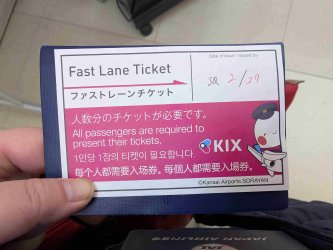 Fast Lane Ticket
ファストレーンチケット
Date of issue / Issued by
2/27
人数分のチケットが必要です。
All passengers are required to
present their tickets.
1인당 1장의 티켓이 필요합니다.
每个人都需要入场券。每個人都需要入場券。
KIX
©Kansai Airports SORAYAN
JAPAN AIRLINES